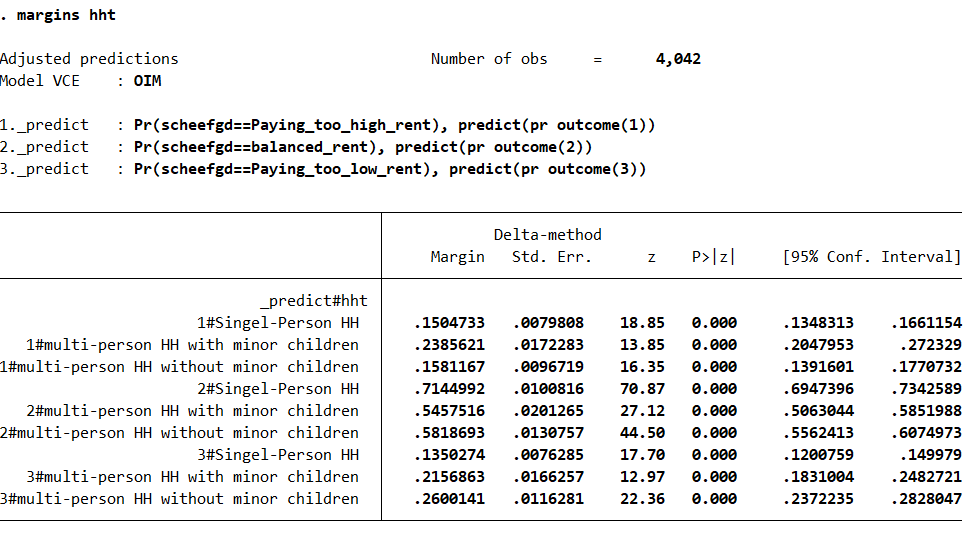 . margins hht
Adjusted predictions Number of obs = 4,042
Model VCE : OIM
1._predict : Pr(scheefgd==Paying_too_high_rent), predict(pr outcome(1))
2._predict : Pr(scheefgd==balanced_rent), predict(pr outcome(2))
3._predict : Pr(scheefgd==Paying_too_low_rent), predict(pr outcome(3))
Delta-method
Margin Std. Err. z P>|z| [95% Conf. Interval]
_predict#hht
1#Singel-Person HH .1504733 .0079808 18.85 0.000 .1348313 .1661154
1#multi-person HH with minor children .2385621 .0172283 13.85 0.000 .2047953 .272329
1#multi-person HH without minor children .1581167 .0096719 16.35 0.000 .1391601 .1770732
2#Singel-Person HH .7144992 .0100816 70.87 0.000 .6947396 .7342589
2#multi-person HH with minor children .5457516 .0201265 27.12 0.000 .5063044 .5851988
2#multi-person HH without minor children .5818693 .0130757 44.50 0.000 .5562413 .6074973
3#Singel-Person HH .1350274 .0076285 17.70 0.000 .1200759 .149979
3#multi-person HH with minor children .2156863 .0166257 12.97 0.000 .1831004 .2482721
3#multi-person HH without minor children .2600141 .0116281 22.36 0.000 .2372235 .2828047